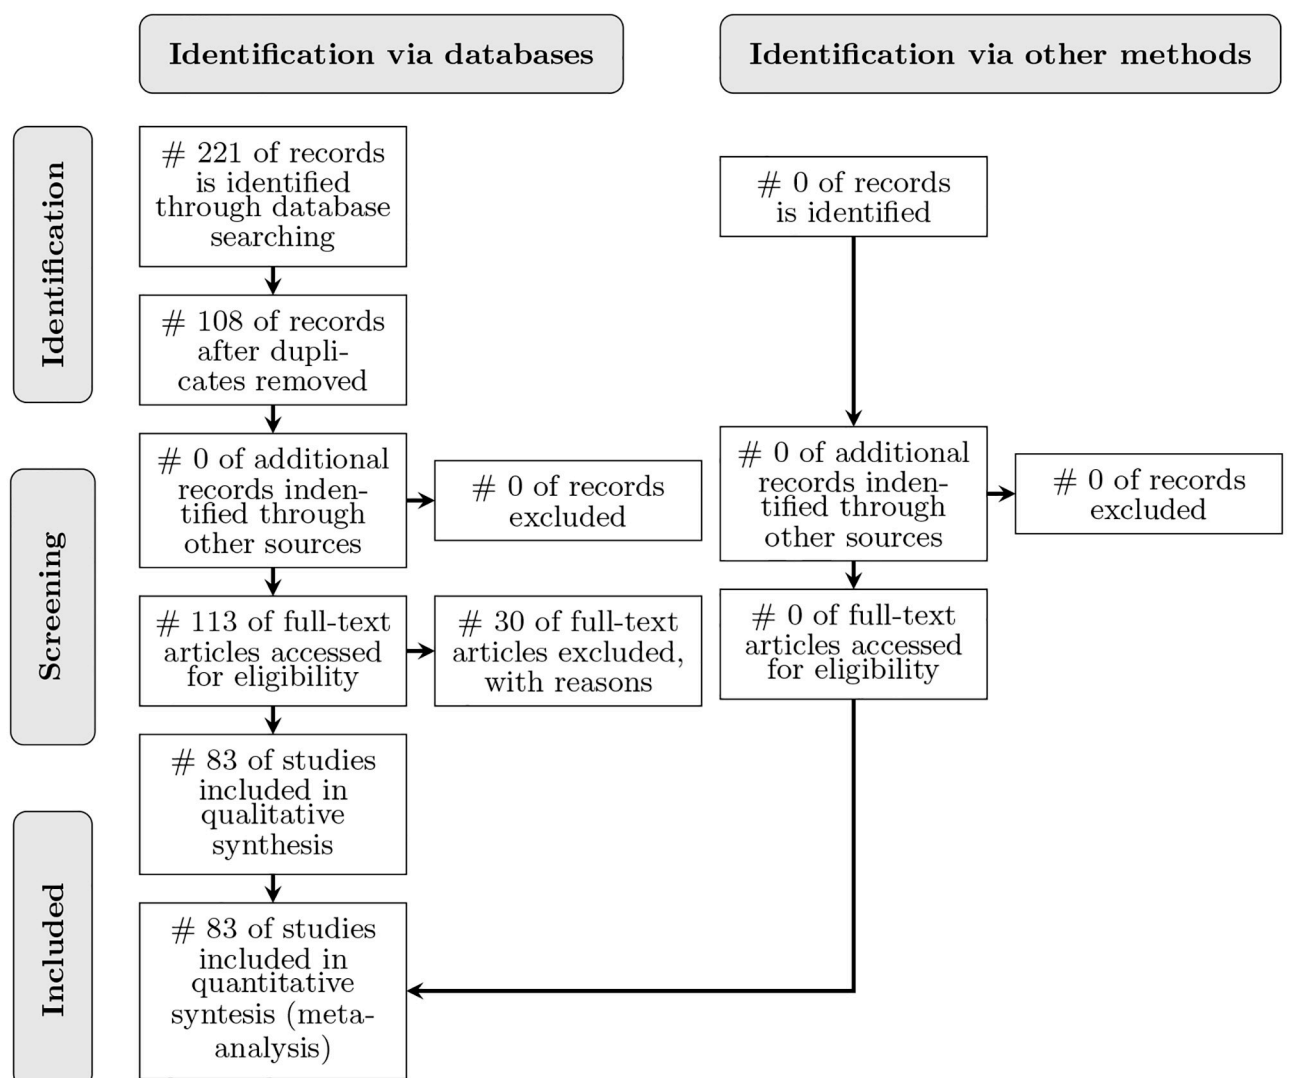 Identification via databases
Identification via other methods
Identification
# 221 of records
is identified
through database
searching
# 0 of records
is identified
# 108 of records
after dupli-
cates removed
Screening
# 0 of additional
records inden-
tified through
other sources
# 0 of records
excluded
# 0 of additional
records inden-
tified through
other sources
# 0 of records
excluded
# 113 of full-text
articles accessed
for eligibility
# 30 of full-text
articles excluded,
with reasons
# 0 of full-text
articles accessed
for eligibility
# 83 of studies
included in
qualitative
synthesis
Included
# 83 of studies
included in
quantitative
syntesis (meta-
analysis)